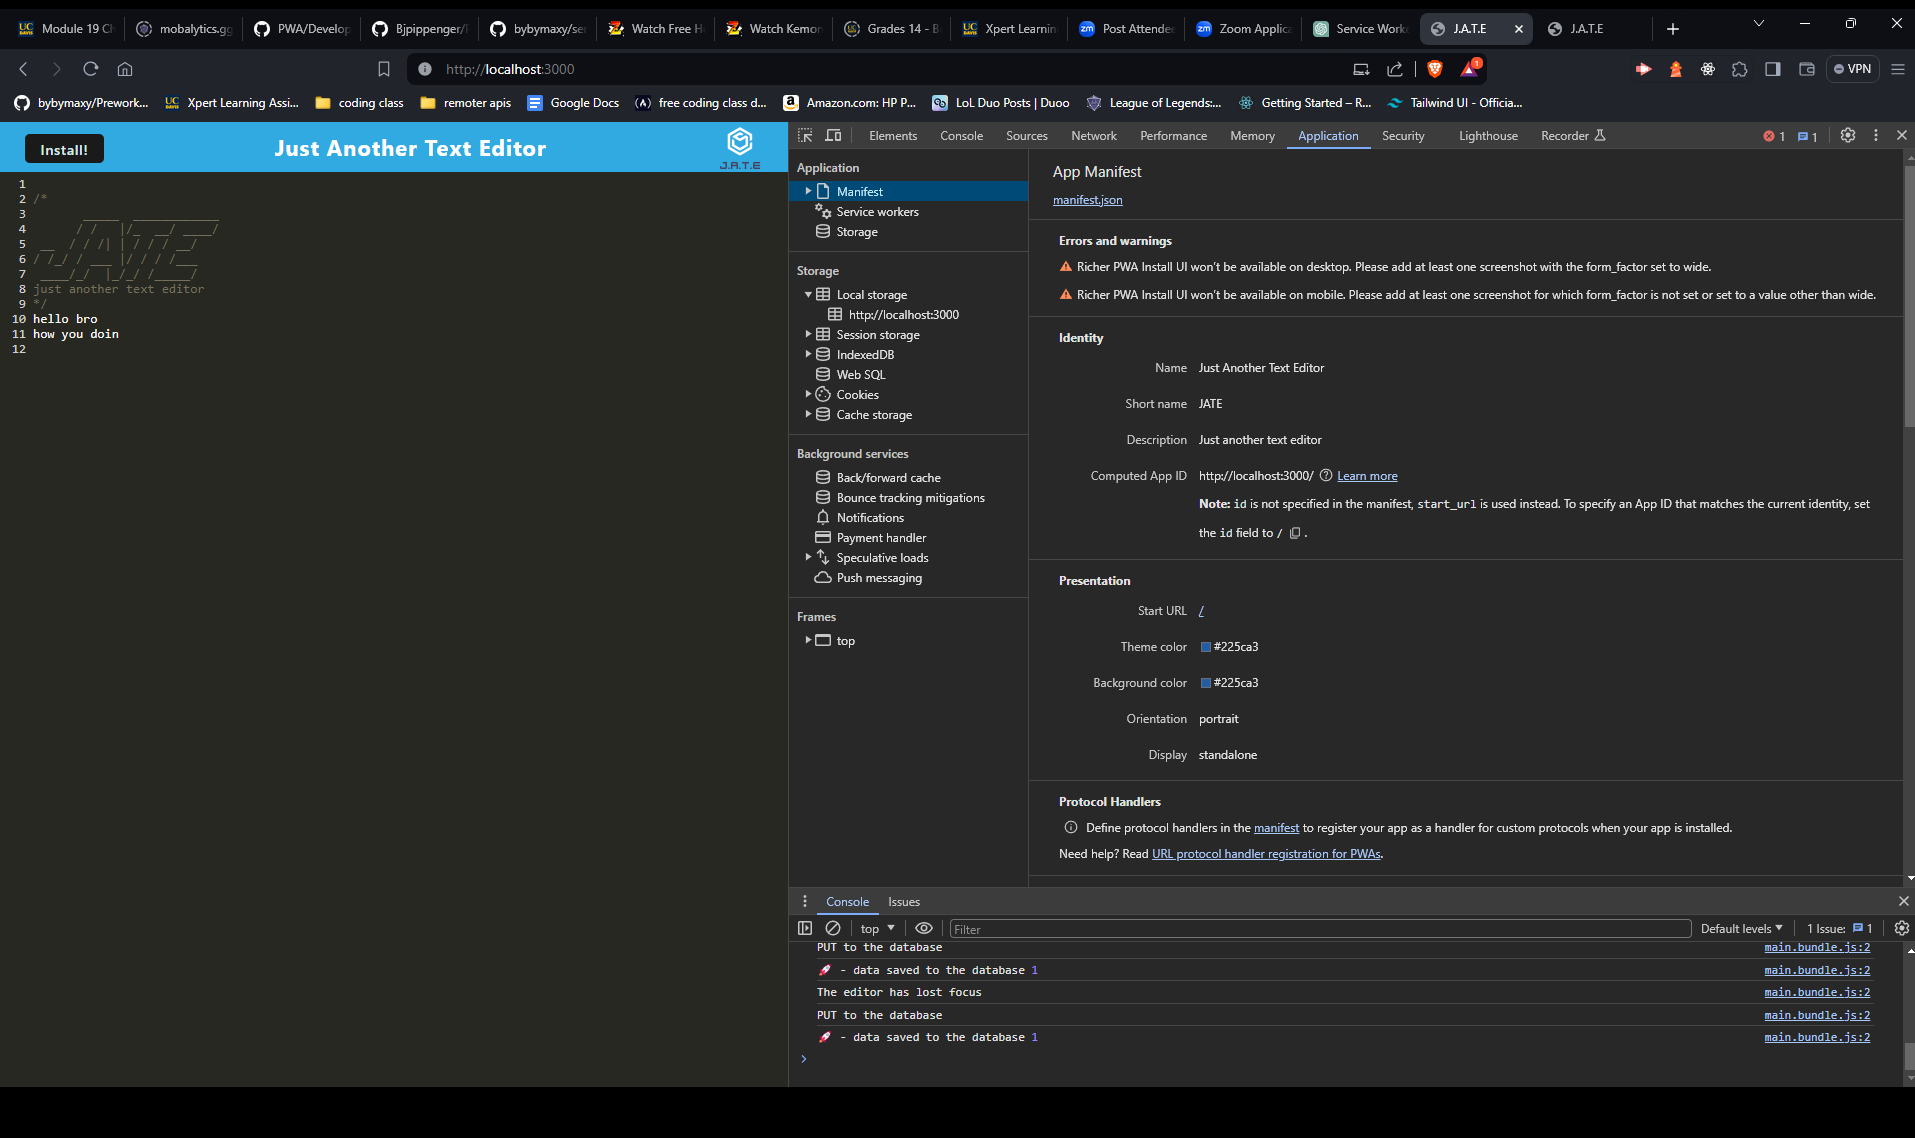 Module 19 Ch
mobalytics.gg
PWA/Develop
Bjpippenger/
bybymaxy/se
Watch Free H
Watch Kemon
Grades 14 - B
Xpert Learnin
Post Attende
Zoom Applic
Service Work
J.A.T.E
J.A.T.E
http://localhost:3000
1
VPN
bybymaxy/Prework...
Xpert Learning Assi...
coding class
remoter apis
Google Docs
free coding class d...
Amazon.com: HP P...
LoL Duo Posts | Duoo
League of Legends:...
Getting Started – R...
Tailwind UI - Officia...
Install!
Just Another Text Editor
J.A.T.E
1
2 /*
3 _____ ____________
4 / / |/_ __/ ____/
5 __ / / /| | / / / __/
6 / /_/ / ___ |/ / / /___
7 ____/_/ |_/_/ /_____/
8 just another text editor
9 */
10 hello bro
11 how you doin
12
Elements Console Sources Network Performance Memory Application Security Lighthouse Recorder 1 1
Application
Manifest
Service workers
Storage
Storage
Local storage
http://localhost:3000
Session storage
IndexedDB
Web SQL
Cookies
Cache storage
Background services
Back/forward cache
Bounce tracking mitigations
Notifications
Payment handler
Speculative loads
Push messaging
Frames
top
App Manifest
manifest.json
Errors and warnings
Richer PWA Install UI won't be available on desktop. Please add at least one screenshot with the form_factor set to wide.
Richer PWA Install UI won't be available on mobile. Please add at least one screenshot for which form_factor is not set or set to a value other than wide.
Identity
Name Just Another Text Editor
Short name JATE
Description Just another text editor
Computed App ID http://localhost:3000/ Learn more
Note: id is not specified in the manifest, start_url is used instead. To specify an App ID that matches the current identity, set
the id field to / .
Presentation
Start URL /
Theme color #225ca3
Background color #225ca3
Orientation portrait
Display standalone
Protocol Handlers
Define protocol handlers in the manifest to register your app as a handler for custom protocols when your app is installed.
Need help? Read URL protocol handler registration for PWAs.
Console Issues
top Filter Default levels 1 Issue: 1
PUT to the database main.bundle.js:2
🚀 - data saved to the database 1 main.bundle.js:2
The editor has lost focus main.bundle.js:2
PUT to the database main.bundle.js:2
🚀 - data saved to the database 1 main.bundle.js:2